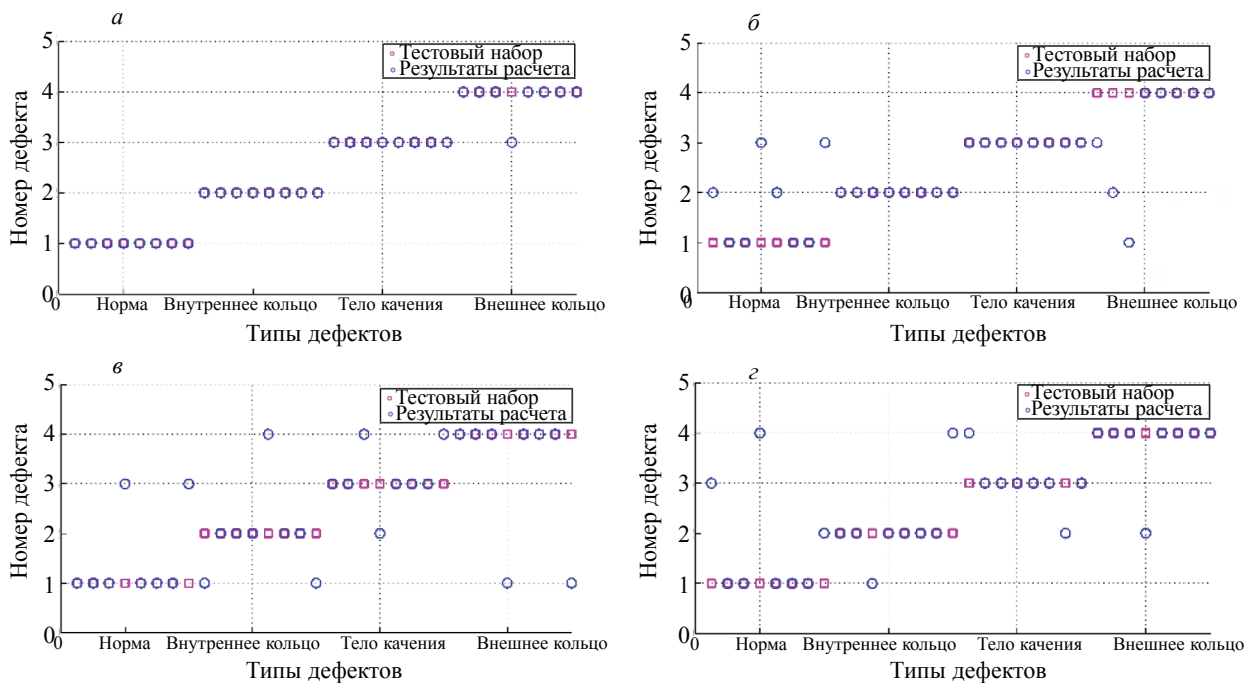 а
5
4
3
2
1
0
Номер дефекта
Тестовый набор
Результаты расчета
Норма
Внутреннее кольцо
Тело качения
Внешнее кольцо
Типы дефектов
б
5
4
3
2
1
0
0
Номер дефекта
Тестовый набор
Результаты расчета
Норма
Внутреннее кольцо
Тело качения
Внешнее кольцо
Типы дефектов
в
5
4
3
2
1
0
Номер дефекта
Тестовый набор
Результаты расчета
Норма
Внутреннее кольцо
Тело качения
Внешнее кольцо
Типы дефектов
г
5
4
3
2
1
0
Номер дефекта
Тестовый набор
Результаты расчета
Норма
Внутреннее кольцо
Тело качения
Внешнее кольцо
Типы дефектов